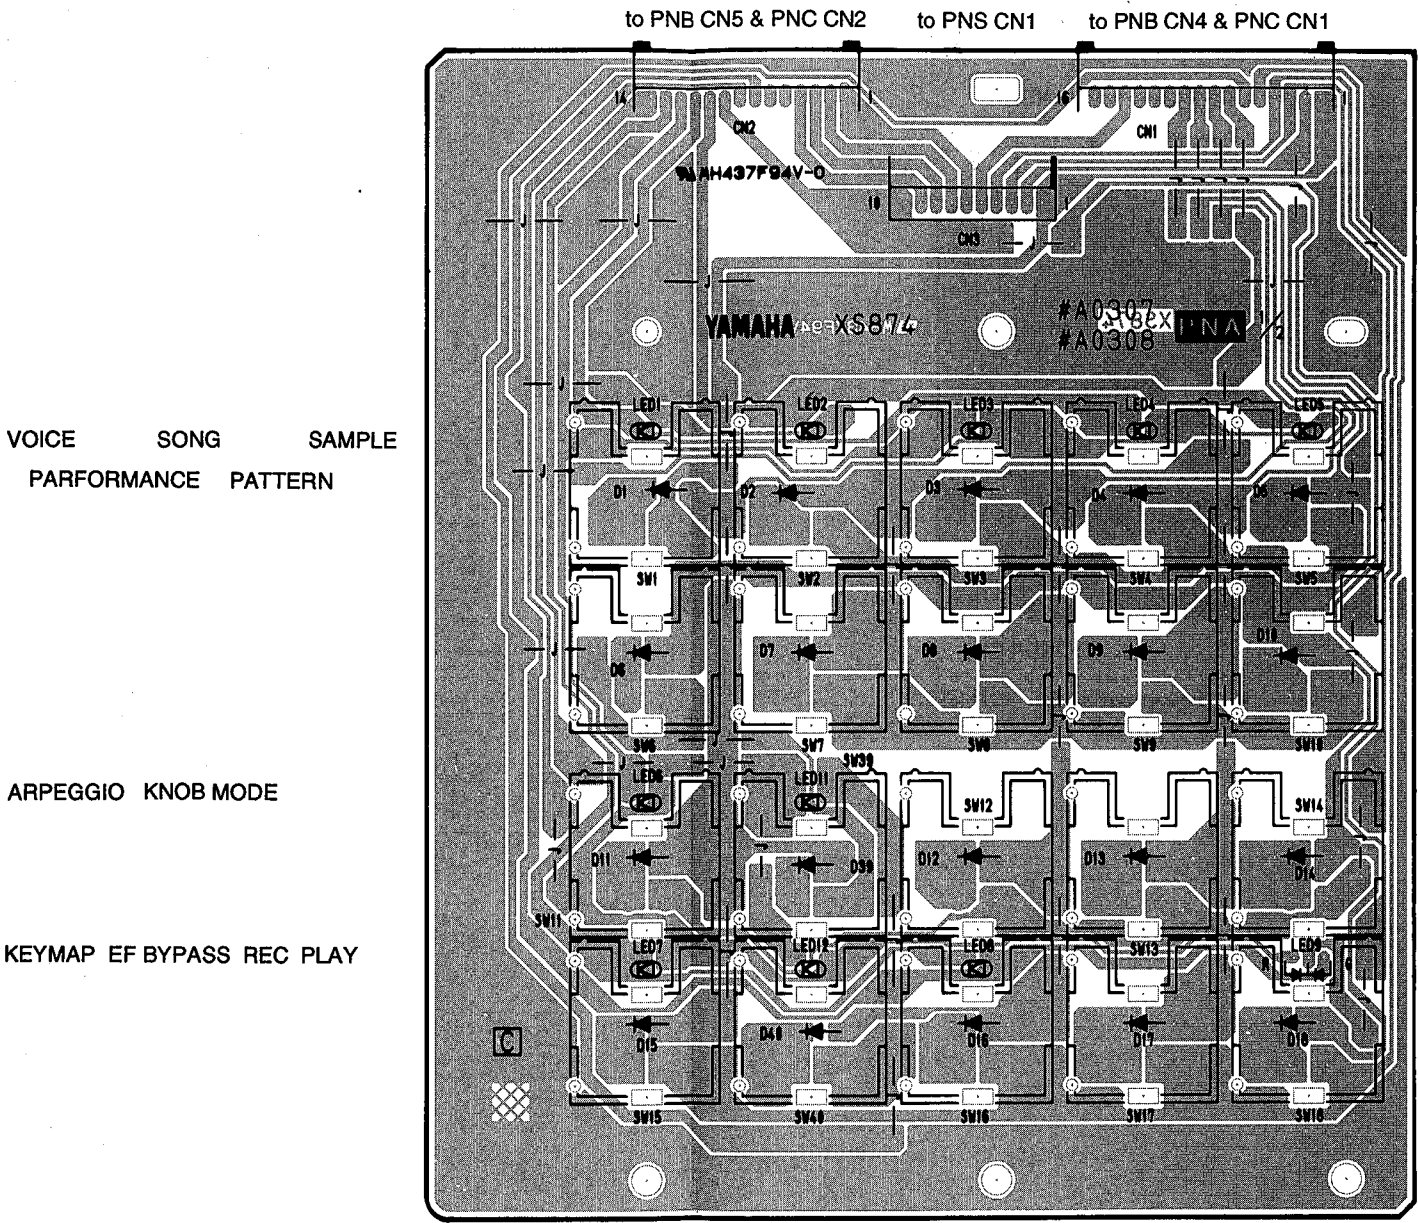 to PNB CN5 & PNC CN2 to PNS CN1 to PNB CN4 & PNC CN1
14 1 16 1
CN2 CN1
AH437F94V-0
18 1
CN3
YAMAHA XS874 #A0307 PNA 1/2
#A0308
LED1 LED2 LED3 LED4 LED5
VOICE SONG SAMPLE
PARFORMANCE PATTERN
D1 D2 D3 D4
SW1 SW2 SW3 SW4 SW5
D6 D7 D8 D9 D10
SW6 SW7 SW8 SW9 SW10
SW39
LED6 LED11
ARPEGGIO KNOB MODE
SW12 SW14
D11 D39 D12 D13 D14
SW11
SW13
KEYMAP EF BYPASS REC PLAY
LED7 LED12 LED8 LED9
C
D15 D40 D16 D17 D18
SW15 SW40 SW16 SW17 SW18